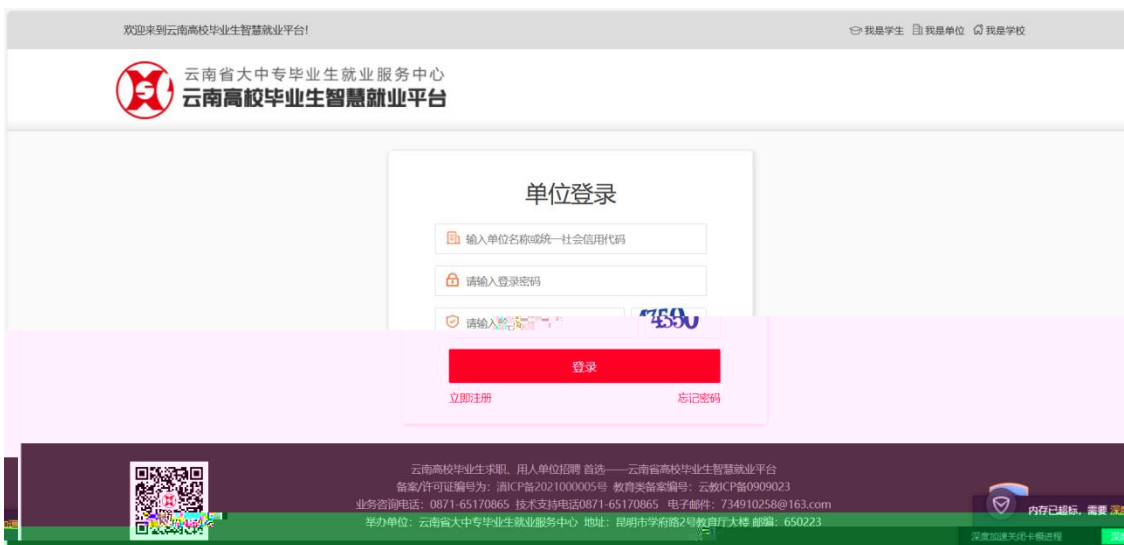 欢迎来到云南高校毕业生智慧就业平台!
我是学生 我是单位 我是学校
云南省大中专毕业生就业服务中心
云南高校毕业生智慧就业平台
单位登录
输入单位名称或统一社会信用代码
请输入登录密码
请输入
登录
立即注册 忘记密码
云南高校毕业生求职、用人单位招聘 首选——云南省高校毕业生智慧就业平台
备案/许可证编号为：滇ICP备2021000005号 教育类备案编号：云教ICP备0909023
业务咨询电话：0871-65170865 技术支持电话0871-65170865 电子邮件：734910258@163.com
举办单位：云南省大中专毕业生就业服务中心 地址：昆明市学府路2号教育厅大楼 邮编：650223
内存已超标，需要
深度加速关闭卡慢进程